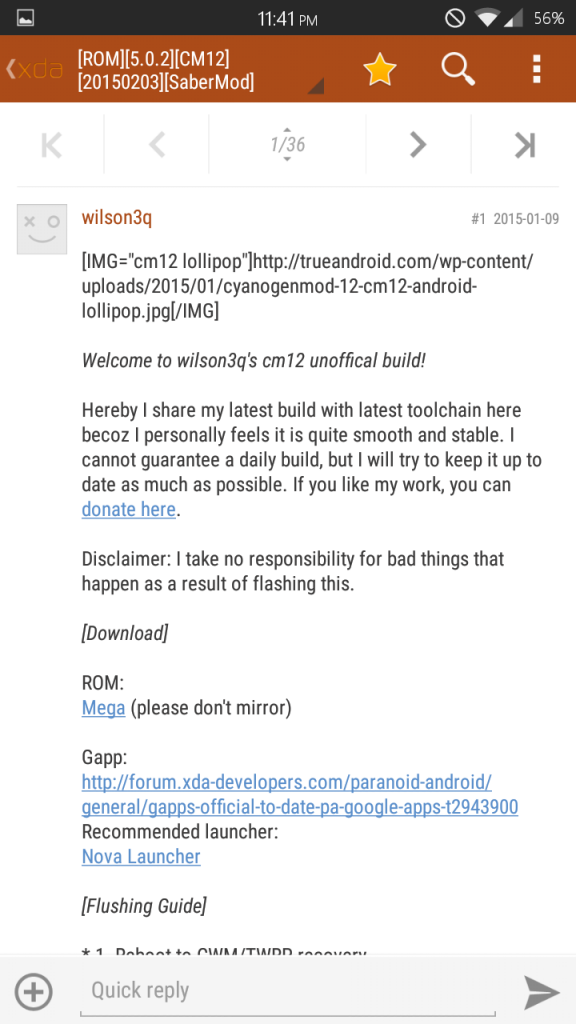 11:41 PM
56%
xda
[ROM][5.0.2][CM12]
[20150203][SaberMod]
1/36
wilson3q
#1 2015-01-09
[IMG="cm12 lollipop"]http://trueandroid.com/wp-content/
uploads/2015/01/cyanogenmod-12-cm12-android-
lollipop.jpg[/IMG]
Welcome to wilson3q's cm12 unoffical build!
Hereby I share my latest build with latest toolchain here
becoz I personally feels it is quite smooth and stable. I
cannot guarantee a daily build, but I will try to keep it up to
date as much as possible. If you like my work, you can
donate here.
Disclaimer: I take no responsibility for bad things that
happen as a result of flashing this.
[Download]
ROM:
Mega (please don't mirror)
Gapp:
http://forum.xda-developers.com/paranoid-android/
general/gapps-official-to-date-pa-google-apps-t2943900
Recommended launcher:
Nova Launcher
[Flushing Guide]
* 1. Reboot to CWM/TWRP recovery
Quick reply